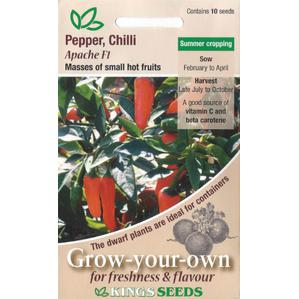 Contains 10 seeds
Pepper, Chilli
Apache F1
Masses of small hot fruits
Summer cropping
Sow
February to April
Harvest
Late July to October
A good source of
vitamin C and
beta carotene
The dwarf plants are ideal for containers
Grow-your-own
for freshness & flavour
KINGS SEEDS